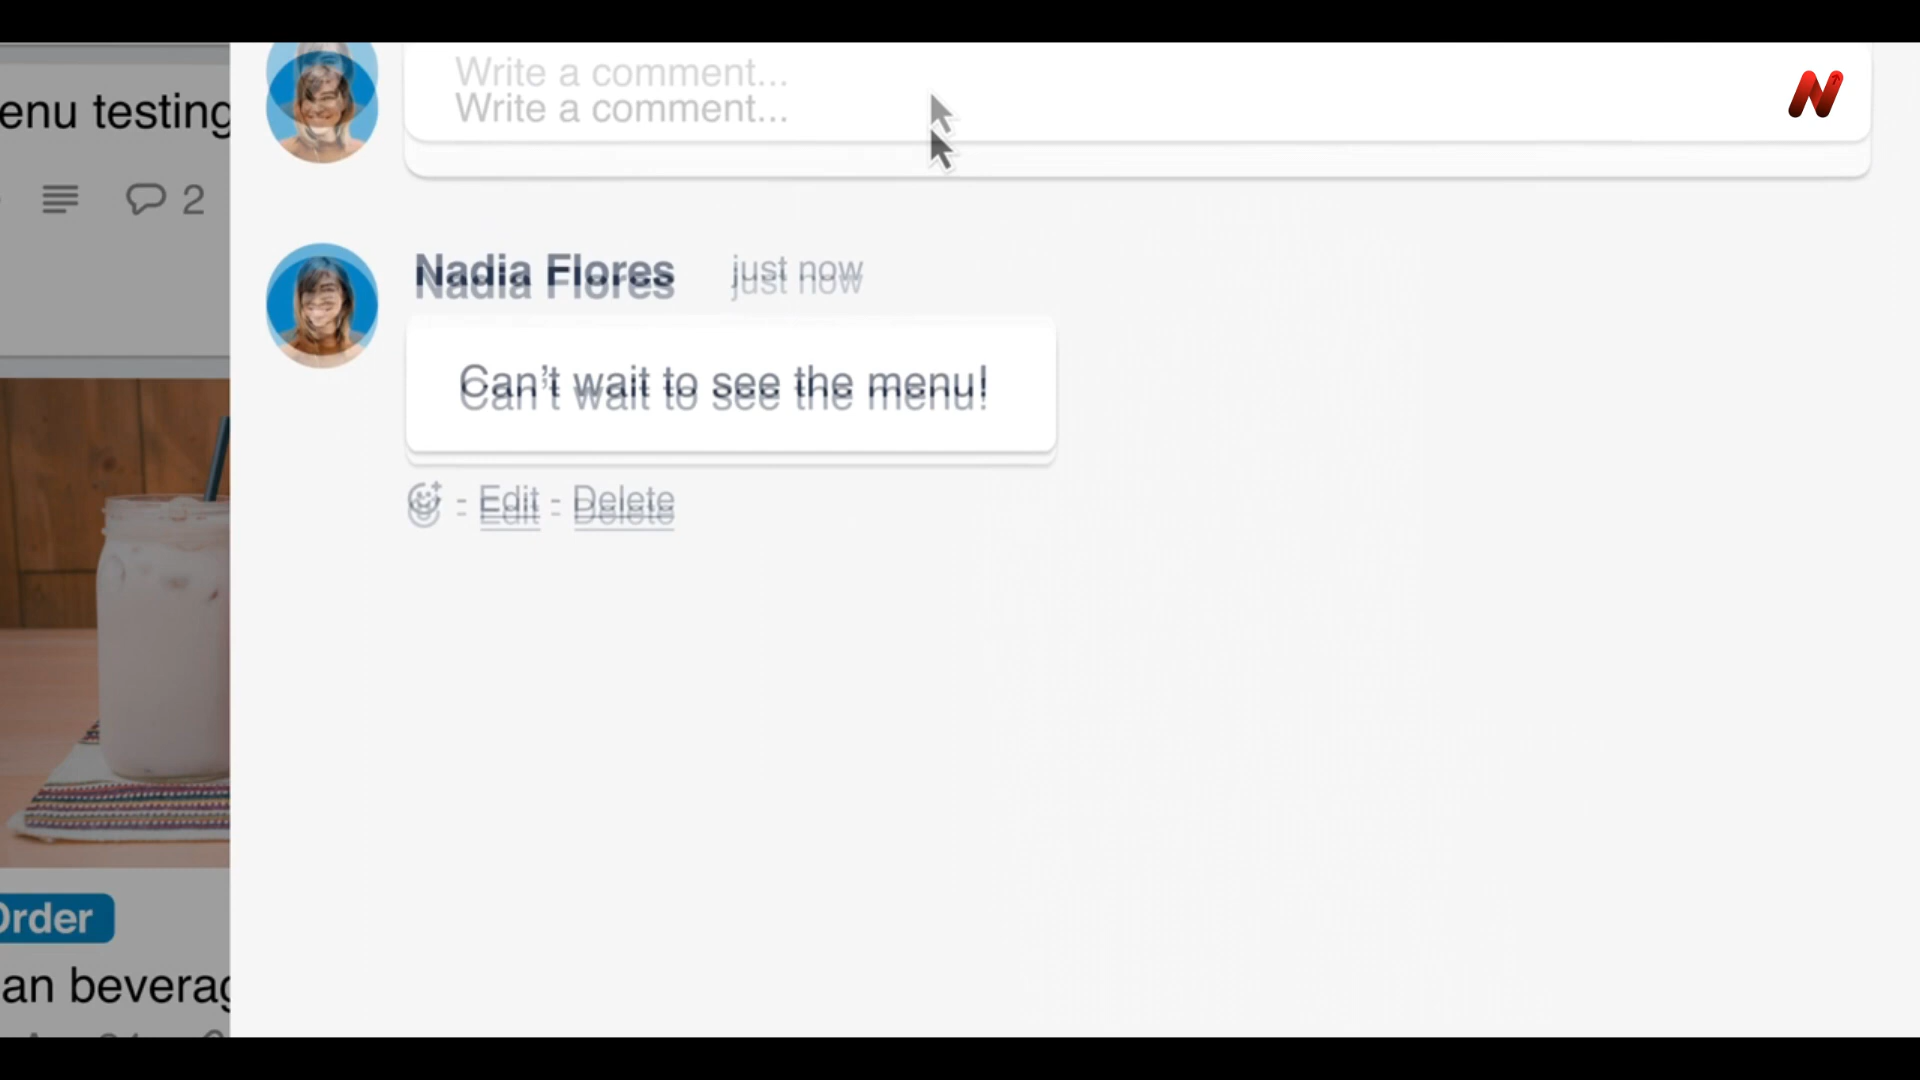 enu testing
2
Write a comment...
Write a comment...
Nadia Flores just now
Can't wait to see the menu!
- Edit - Delete
Order
an beverag